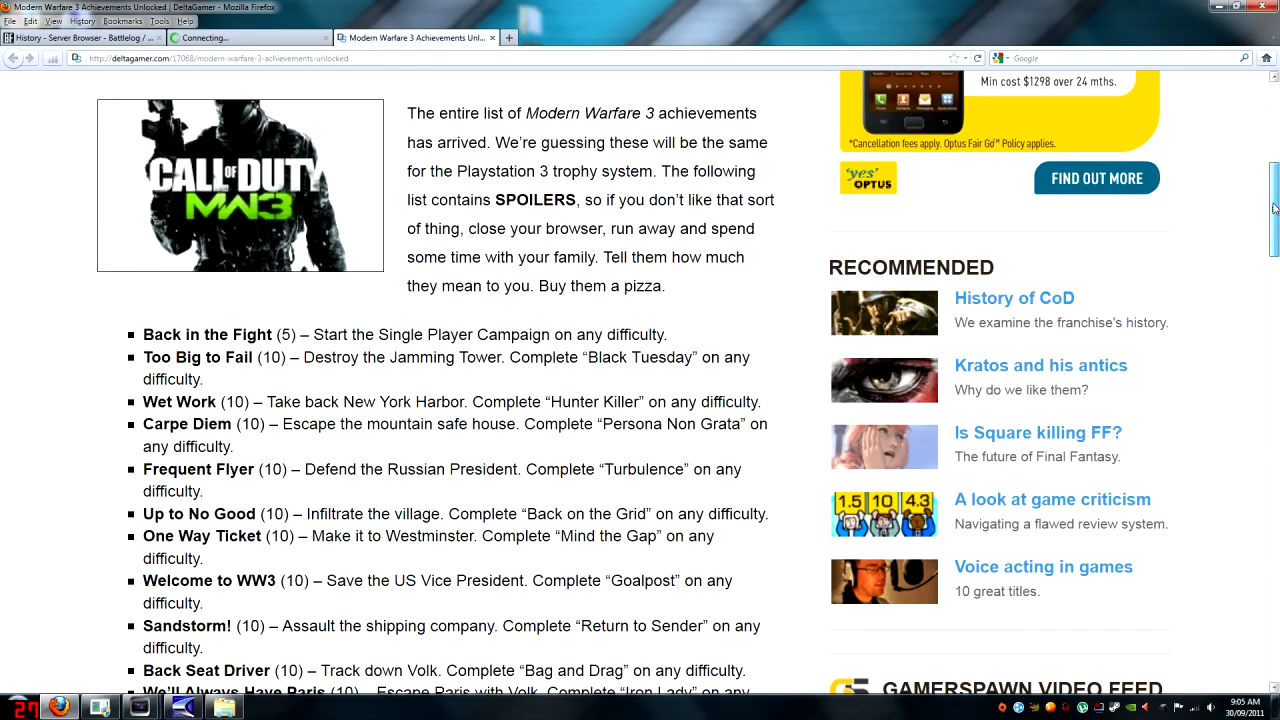 Modern Warfare 3 Achievements Unlocked | DeltaGamer - Mozilla Firefox
File Edit View History Bookmarks Tools Help
History - Server Browser - Battlelog / ... Connecting... Modern Warfare 3 Achievements Unl...
http://deltagamer.com/17068/modern-warfare-3-achievements-unlocked Google
Min cost $1298 over 24 mths.
*Cancellation fees apply. Optus Fair Go™ Policy applies.
'yes' OPTUS
FIND OUT MORE
CALL OF DUTY
MW3
The entire list of Modern Warfare 3 achievements
has arrived. We're guessing these will be the same
for the Playstation 3 trophy system. The following
list contains SPOILERS, so if you don't like that sort
of thing, close your browser, run away and spend
some time with your family. Tell them how much
they mean to you. Buy them a pizza.
Back in the Fight (5) – Start the Single Player Campaign on any difficulty.
Too Big to Fail (10) – Destroy the Jamming Tower. Complete “Black Tuesday” on any
difficulty.
Wet Work (10) – Take back New York Harbor. Complete “Hunter Killer” on any difficulty.
Carpe Diem (10) – Escape the mountain safe house. Complete “Persona Non Grata” on
any difficulty.
Frequent Flyer (10) – Defend the Russian President. Complete “Turbulence” on any
difficulty.
Up to No Good (10) – Infiltrate the village. Complete “Back on the Grid” on any difficulty.
One Way Ticket (10) – Make it to Westminster. Complete “Mind the Gap” on any
difficulty.
Welcome to WW3 (10) – Save the US Vice President. Complete “Goalpost” on any
difficulty.
Sandstorm! (10) – Assault the shipping company. Complete “Return to Sender” on any
difficulty.
Back Seat Driver (10) – Track down Volk. Complete “Bag and Drag” on any difficulty.
We'll Always Have Paris (10) – Escape Paris with Volk. Complete “Iron Lady” on any
RECOMMENDED
History of CoD
We examine the franchise's history.
Kratos and his antics
Why do we like them?
Is Square killing FF?
The future of Final Fantasy.
1.5 10 4.3
A look at game criticism
Navigating a flawed review system.
Voice acting in games
10 great titles.
GAMERSPAWN VIDEO FEED
27
9:05 AM
30/09/2011